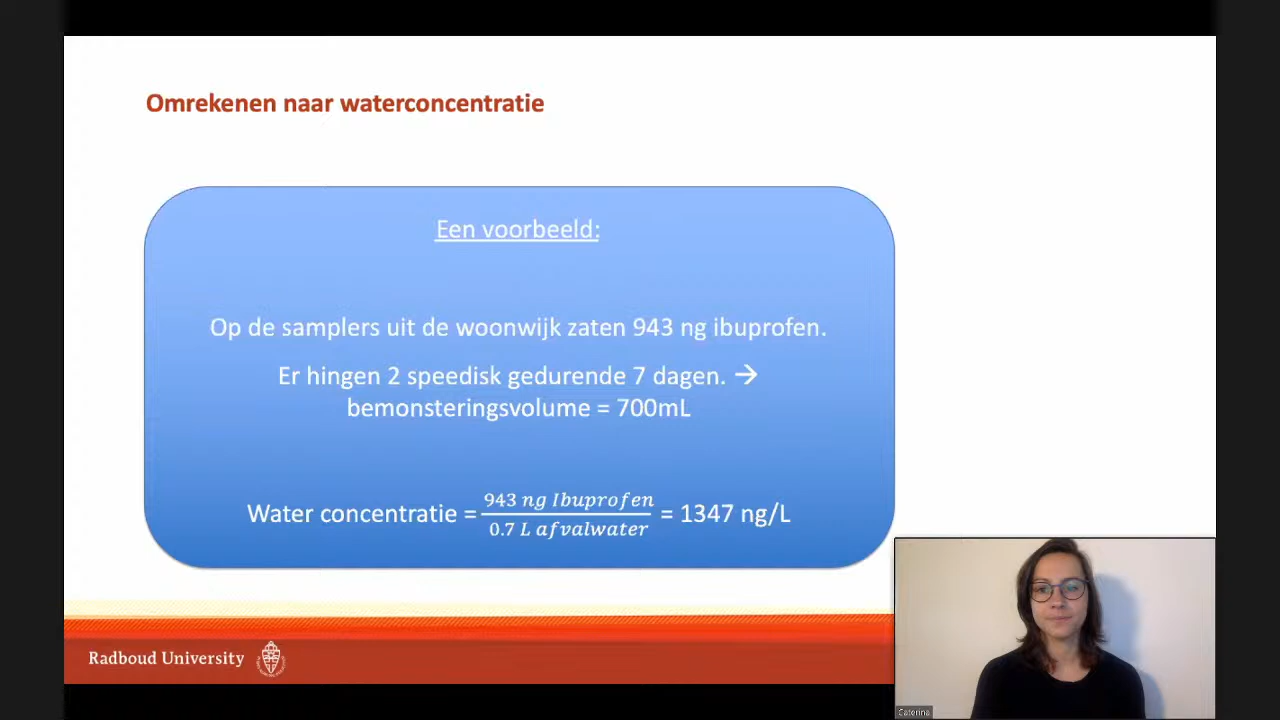 Omrekenen naar waterconcentratie
Een voorbeeld:
Op de samplers uit de woonwijk zaten 943 ng ibuprofen.
Er hingen 2 speedisk gedurende 7 dagen. →
bemonsteringsvolume = 700mL
Water concentratie = 943 ng Ibuprofen / 0.7 L afvalwater = 1347 ng/L
Radboud University
Caterina